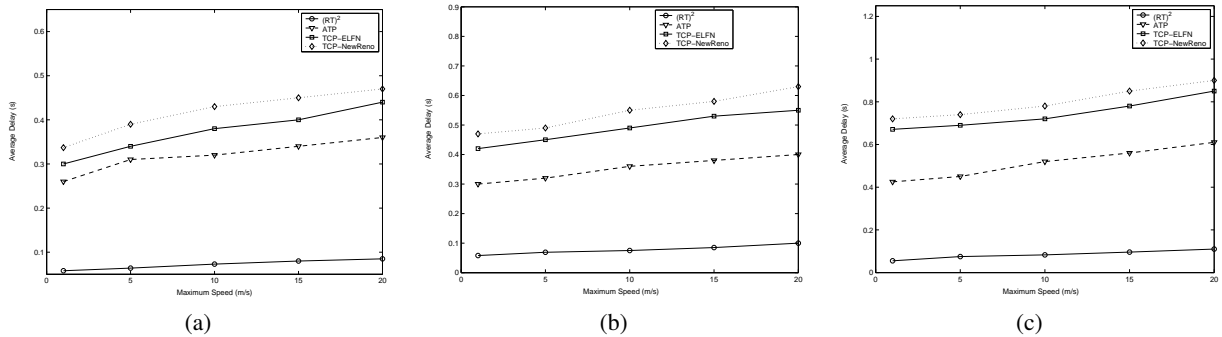 (RT)²
ATP
TCP-ELFN
TCP-NewReno
0.6
0.5
0.4
0.3
0.2
0.1
Average Delay (s)
0
5
10
15
20
Maximum Speed (m/s)
(a)
(RT)²
ATP
TCP-ELFN
TCP-NewReno
0.9
0.8
0.7
0.6
0.5
0.4
0.3
0.2
0.1
0
Average Delay (s)
0
5
10
15
20
Maximum Speed (m/s)
(b)
(RT)²
ATP
TCP-ELFN
TCP-NewReno
1.2
1
0.8
0.6
0.4
0.2
0
Average Delay (s)
0
5
10
15
20
Maximum Speed (m/s)
(c)